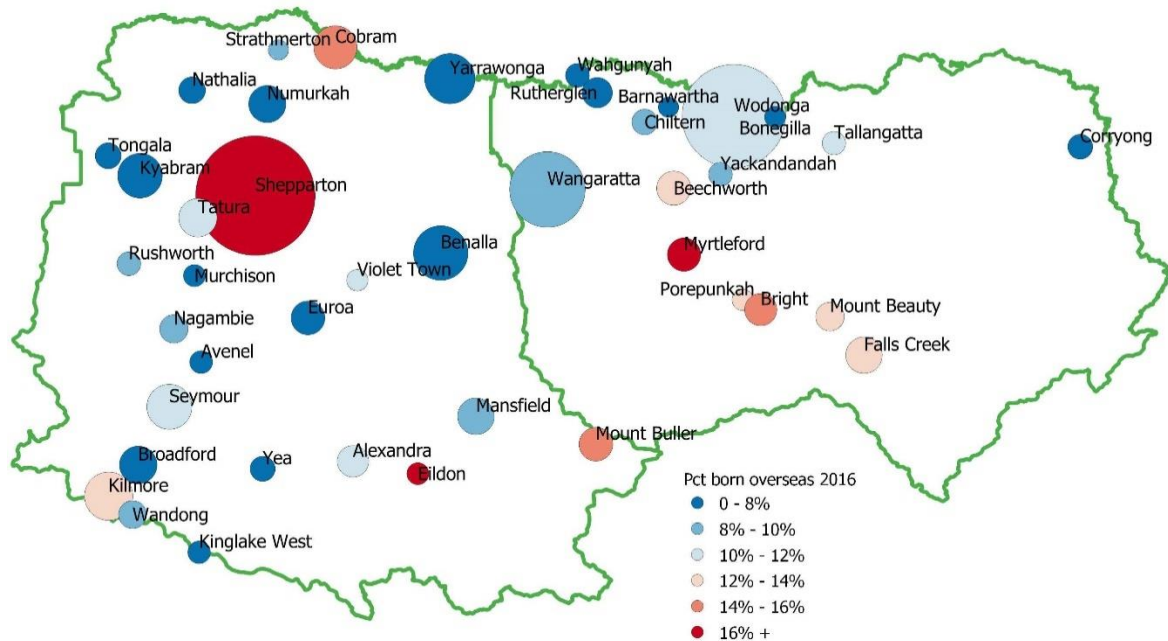 Strathmerton
Cobram
Nathalia
Numurkah
Yarrawonga
Wahgunyah
Rutherglen
Barnawartha
Chiltern
Wodonga
Bonegilla
Tallangatta
Corryong
Tongala
Kyabram
Shepparton
Tatura
Wangaratta
Yackandandah
Beechworth
Rushworth
Murchison
Violet Town
Benalla
Myrtleford
Porepunkah
Bright
Mount Beauty
Falls Creek
Nagambie
Euroa
Avenel
Seymour
Mansfield
Mount Buller
Broadford
Yea
Alexandra
Eildon
Kilmore
Wandong
Kinglake West
Pct born overseas 2016
0 - 8%
8% - 10%
10% - 12%
12% - 14%
14% - 16%
16% +